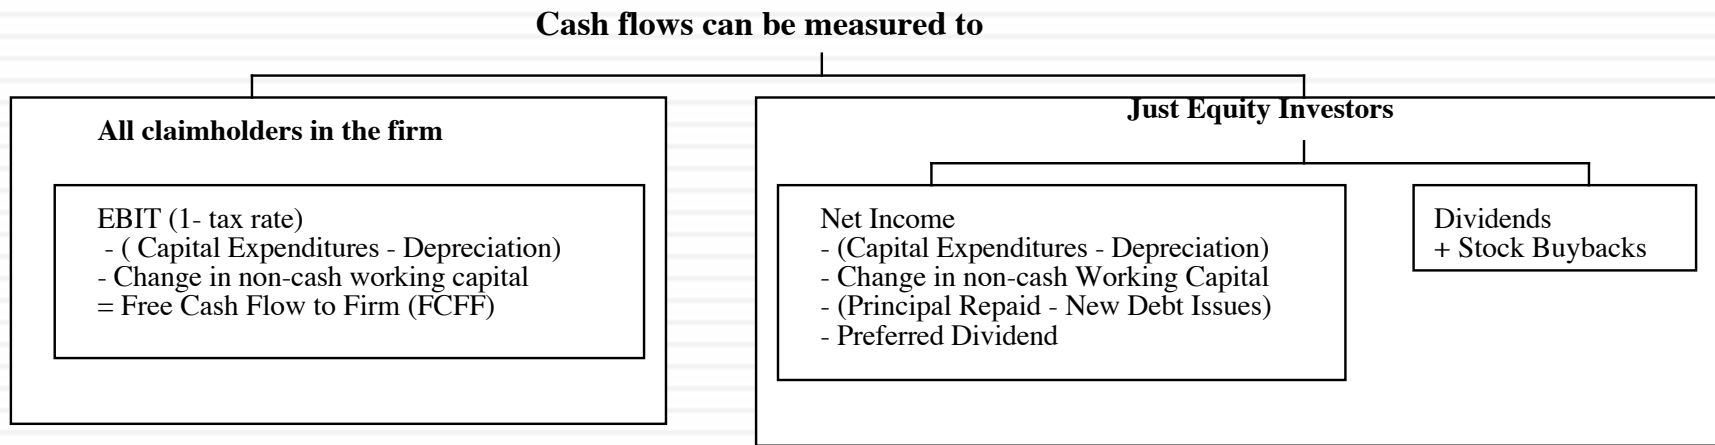 Cash flows can be measured to
All claimholders in the firm
EBIT (1- tax rate)
- ( Capital Expenditures - Depreciation)
- Change in non-cash working capital
= Free Cash Flow to Firm (FCFF)
Just Equity Investors
Net Income
- (Capital Expenditures - Depreciation)
- Change in non-cash Working Capital
- (Principal Repaid - New Debt Issues)
- Preferred Dividend
Dividends
+ Stock Buybacks